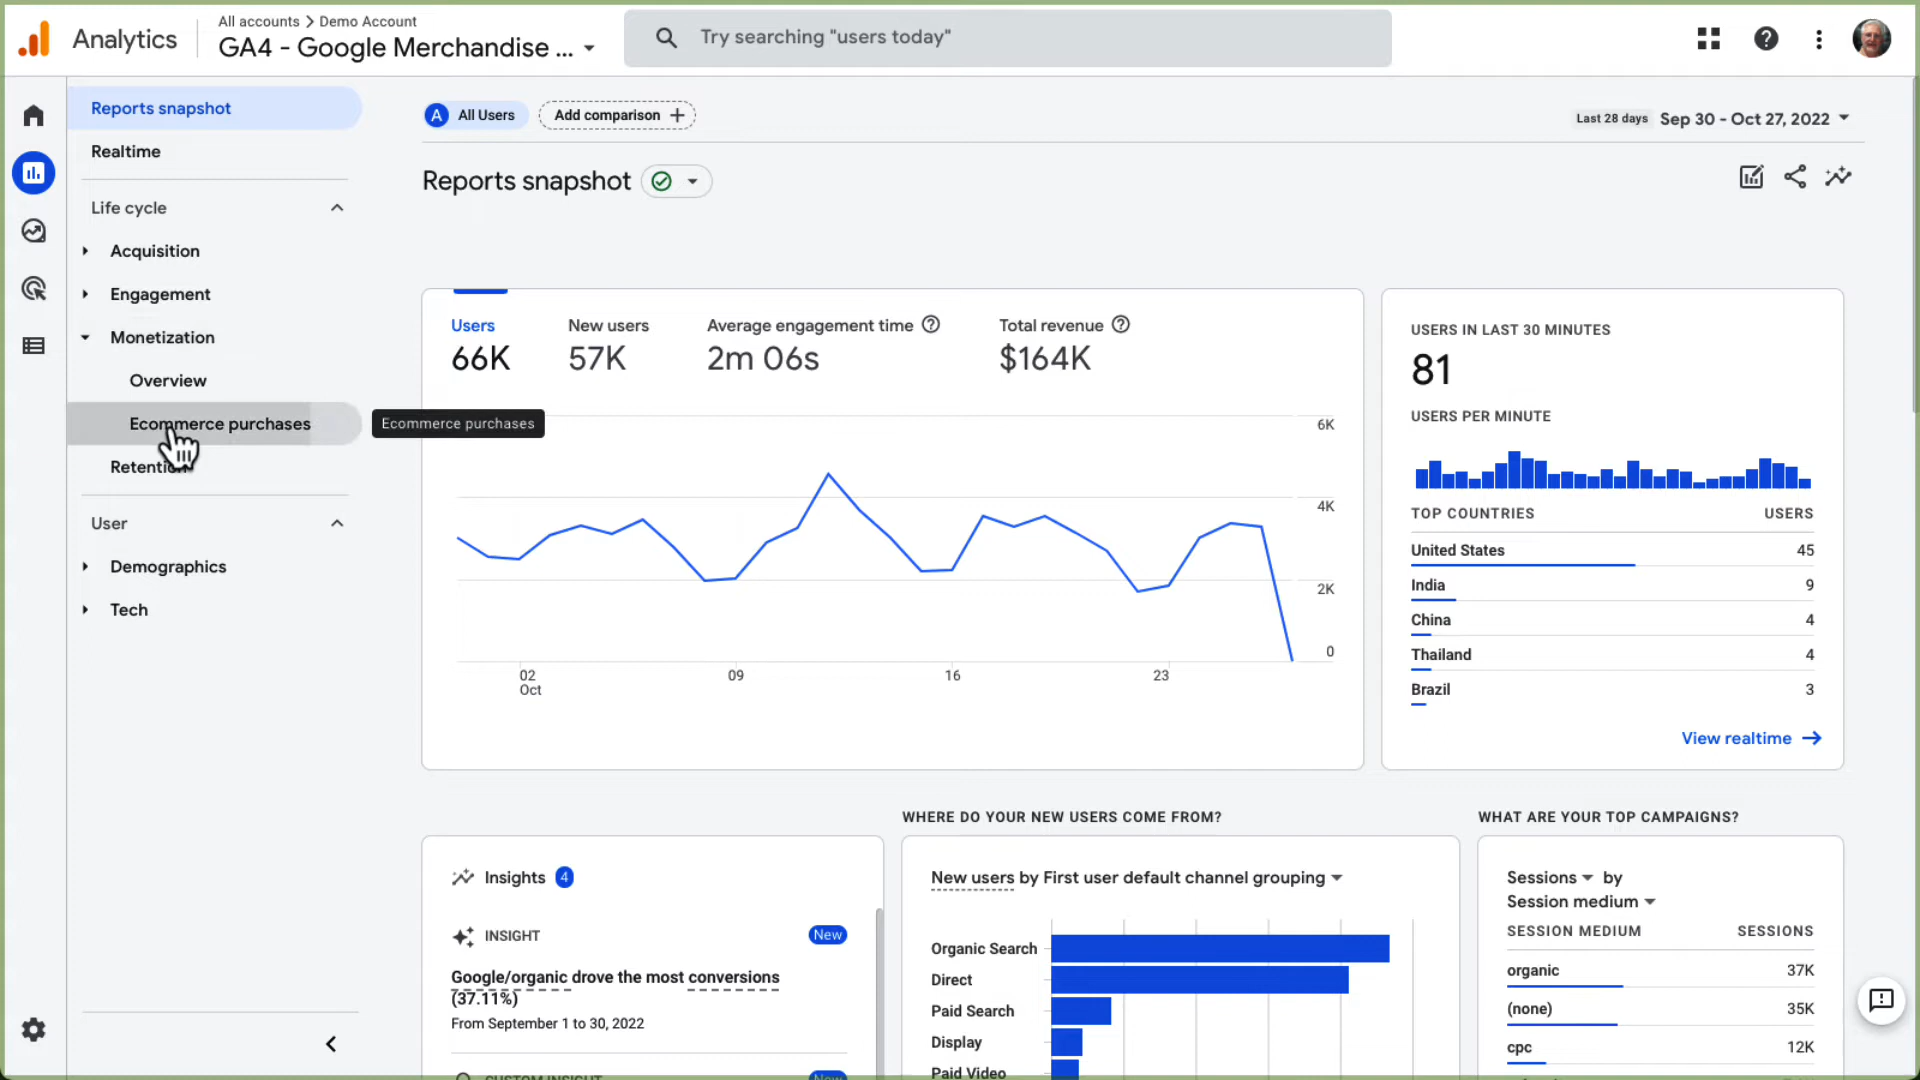 All accounts > Demo Account
Analytics
GA4 - Google Merchandise ...
Try searching "users today"
Reports snapshot
Realtime
Life cycle
Acquisition
Engagement
Monetization
Overview
Ecommerce purchases
Ecommerce purchases
Retention
User
Demographics
Tech
A All Users
Add comparison +
Last 28 days Sep 30 - Oct 27, 2022
Reports snapshot
Users
66K
New users
57K
Average engagement time
2m 06s
Total revenue
$164K
6K
4K
2K
0
02
Oct
09
16
23
USERS IN LAST 30 MINUTES
81
USERS PER MINUTE
TOP COUNTRIES USERS
United States 45
India 9
China 4
Thailand 4
Brazil 3
View realtime
Insights 4
INSIGHT New
Google/organic drove the most conversions
(37.11%)
From September 1 to 30, 2022
CUSTOM INSIGHT New
WHERE DO YOUR NEW USERS COME FROM?
New users by First user default channel grouping
Organic Search
Direct
Paid Search
Display
Paid Video
WHAT ARE YOUR TOP CAMPAIGNS?
Sessions by
Session medium
SESSION MEDIUM SESSIONS
organic 37K
(none) 35K
cpc 12K